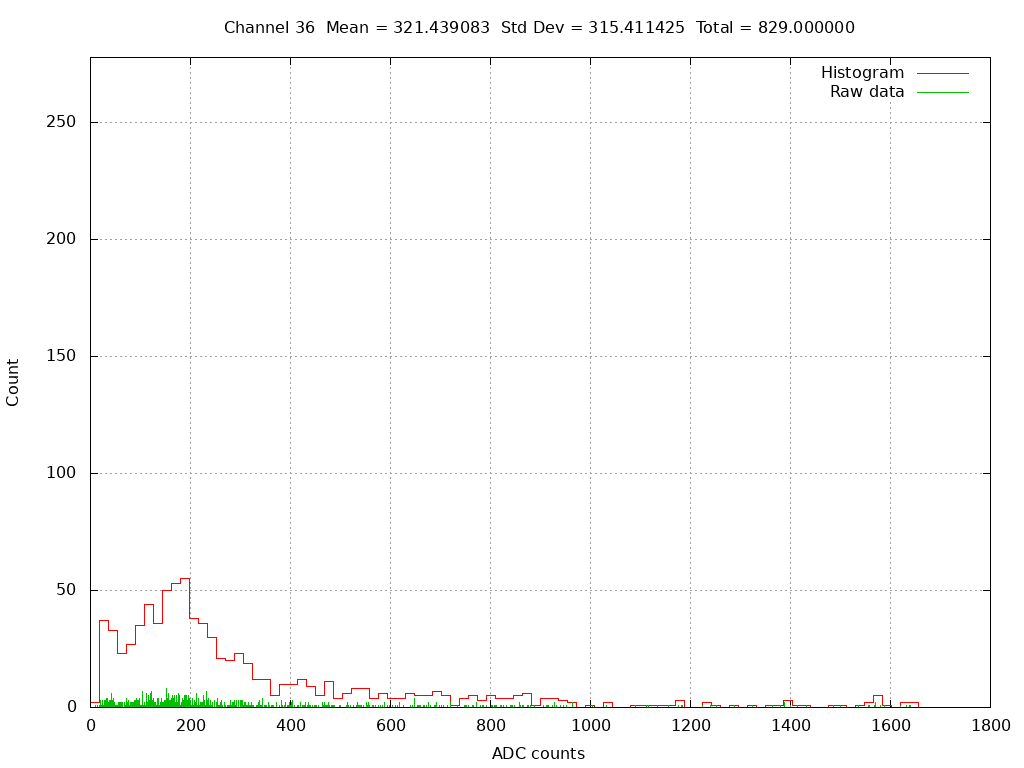 Channel 36  Mean = 321.439083  Std Dev = 315.411425  Total = 829.000000
Histogram
Raw data
250
200
150
100
50
0
Count
0 200 400 600 800 1000 1200 1400 1600 1800
ADC counts